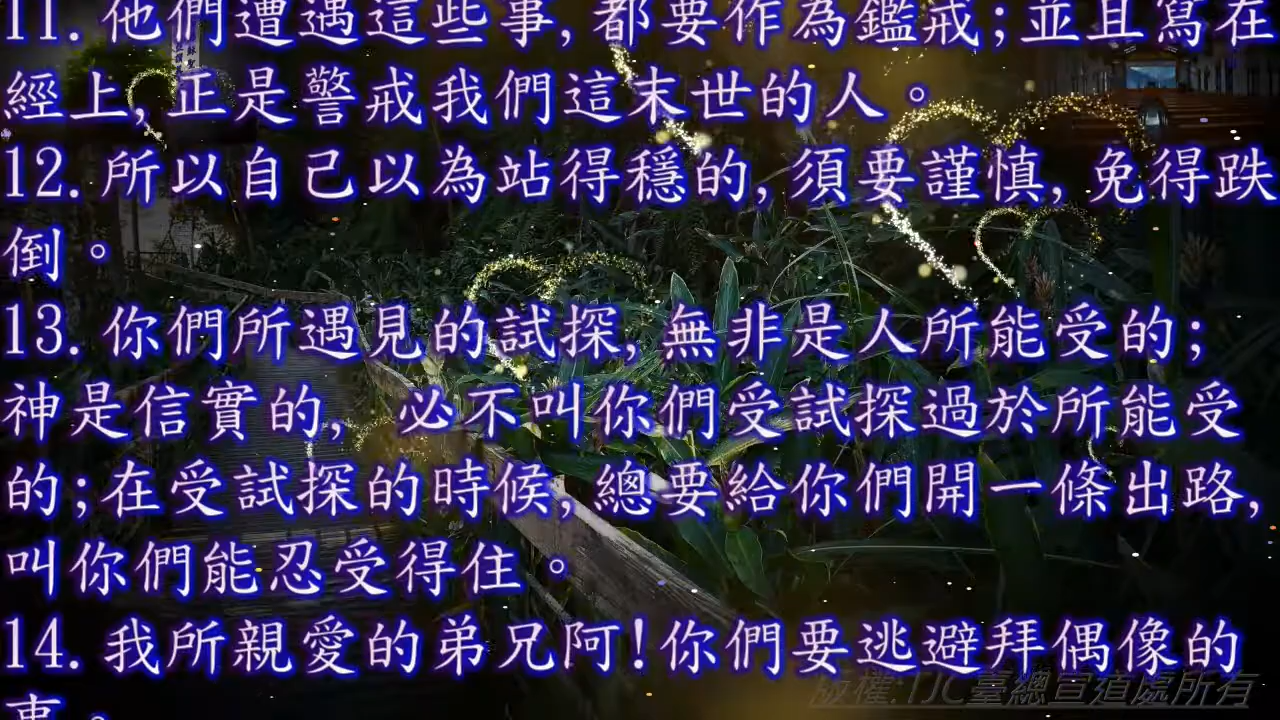 11.他們遭遇這些事,都要作為鑑戒;並且寫在
經上,正是警戒我們這末世的人。
12.所以自己以為站得穩的,須要謹慎,免得跌
倒。
13.你們所遇見的試探,無非是人所能受的;
神是信實的, 必不叫你們受試探過於所能受
的;在受試探的時候,總要給你們開一條出路,
叫你們能忍受得住。
14.我所親愛的弟兄阿!你們要逃避拜偶像的
事。
版權:TJC臺總宣道處所有